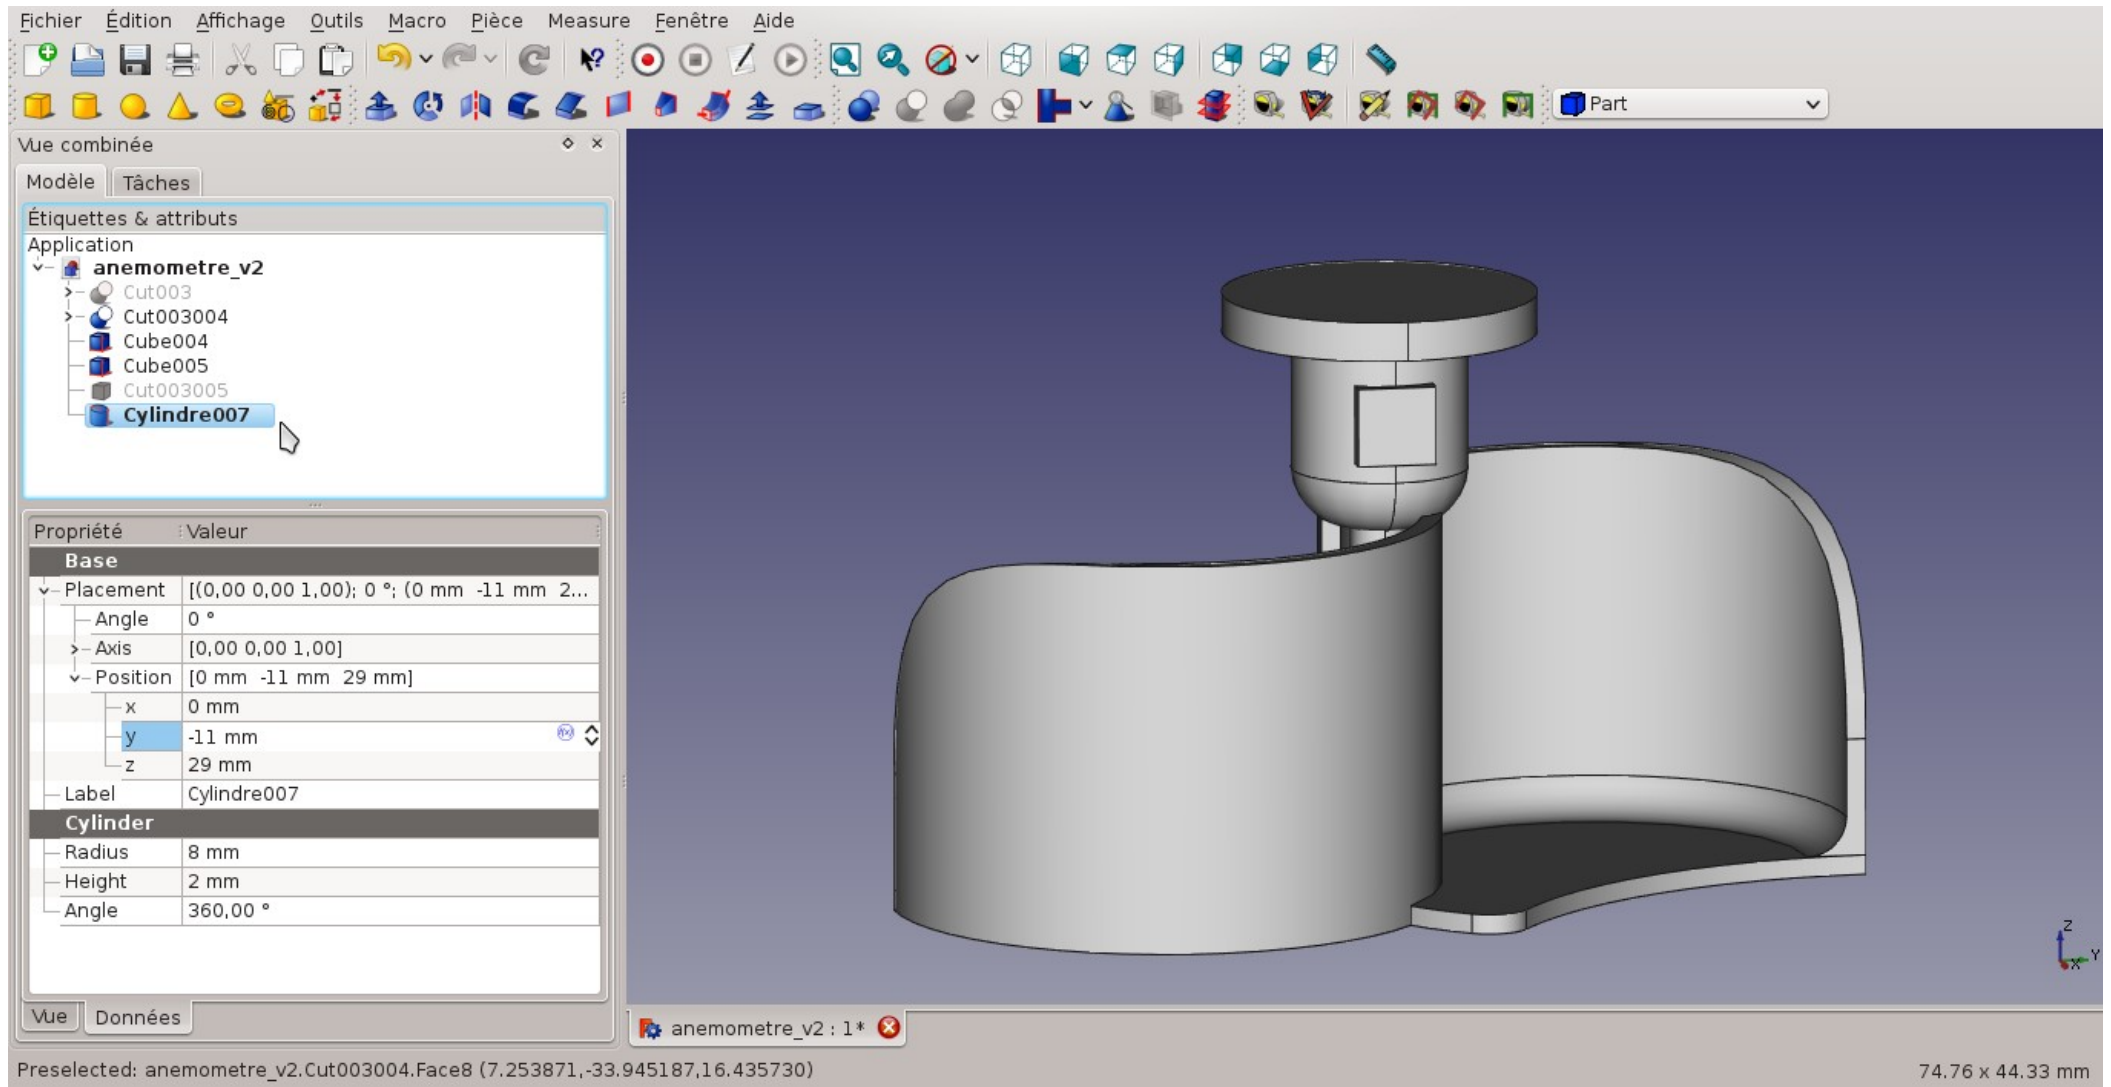 Fichier Édition Affichage Outils Macro Pièce Measure Fenêtre Aide
Part
Vue combinée
Modèle Tâches
Étiquettes & attributs
Application
anemometre_v2
Cut003
Cut003004
Cube004
Cube005
Cut003005
Cylindre007
Propriété Valeur
Base
Placement [(0,00 0,00 1,00); 0 °; (0 mm -11 mm 2...
Angle 0 °
Axis [0,00 0,00 1,00]
Position [0 mm -11 mm 29 mm]
x 0 mm
y -11 mm
z 29 mm
Label Cylindre007
Cylinder
Radius 8 mm
Height 2 mm
Angle 360,00 °
Z
Y
X
Vue Données
anemometre_v2 : 1*
Preselected: anemometre_v2.Cut003004.Face8 (7.253871,-33.945187,16.435730)
74.76 x 44.33 mm